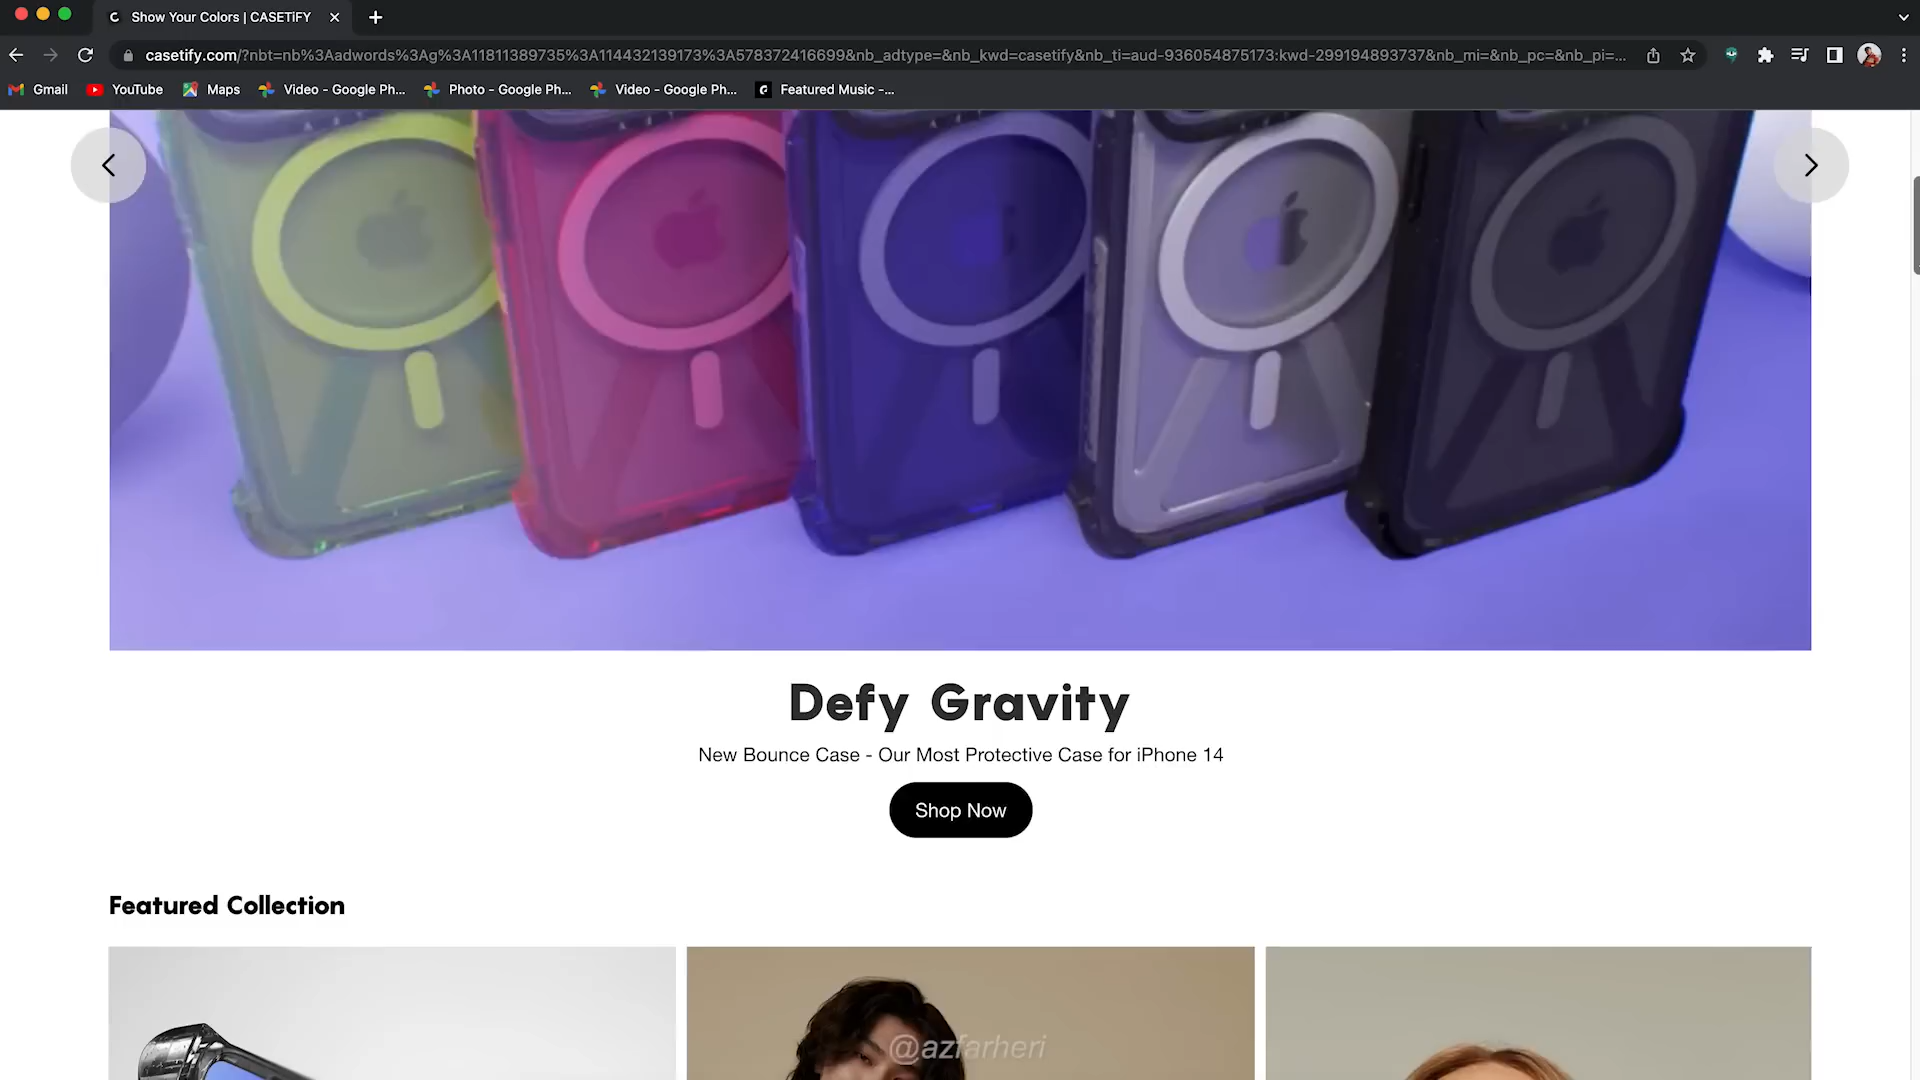 Show Your Colors | CASETiFY
casetify.com/?nbt=nb%3Aadwords%3Ag%3A11811389735%3A114432139173%3A578372416699&nb_adtype=&nb_kwd=casetify&nb_ti=aud-936054875173:kwd-299194893737&nb_mi=&nb_pc=&nb_pi=...
Gmail YouTube Maps Video - Google Ph... Photo - Google Ph... Video - Google Ph... Featured Music -...
Defy Gravity
New Bounce Case - Our Most Protective Case for iPhone 14
Shop Now
Featured Collection
@azfarheri